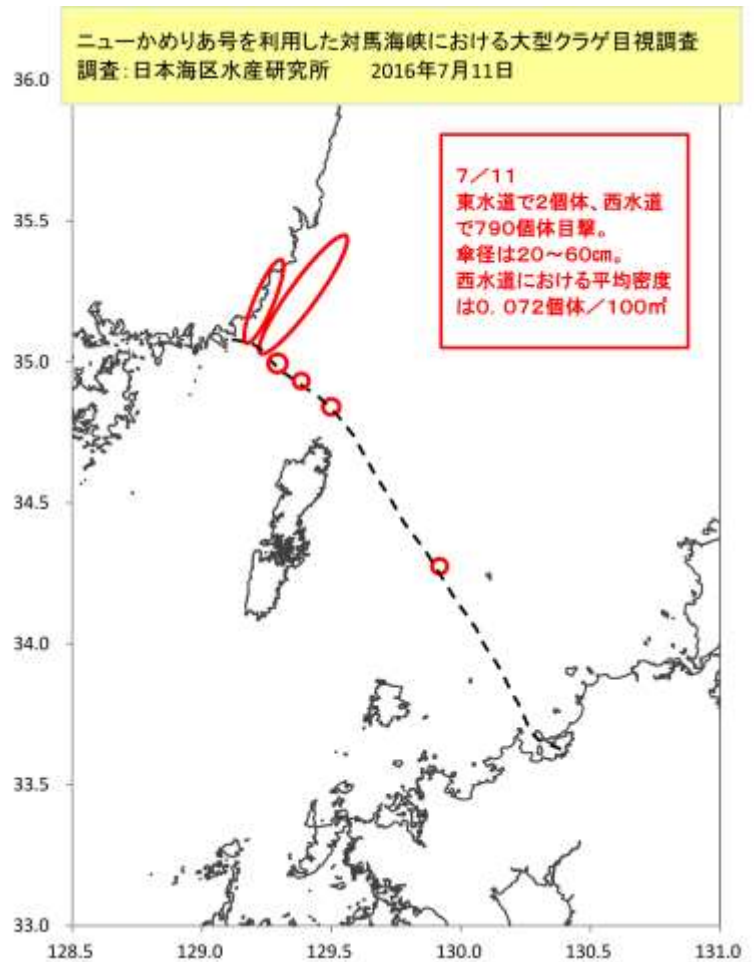 ニューかめりあ号を利用した対馬海峡における大型クラゲ目視調査
調査:日本海区水産研究所　　2016年7月11日
36.0
7／11
東水道で2個体、西水道
で790個体目撃。
傘径は20～60㎝。
西水道における平均密度
は0．072個体／100㎡
35.5
35.0
34.5
34.0
33.5
33.0
128.5
129.0
129.5
130.0
130.5
131.0